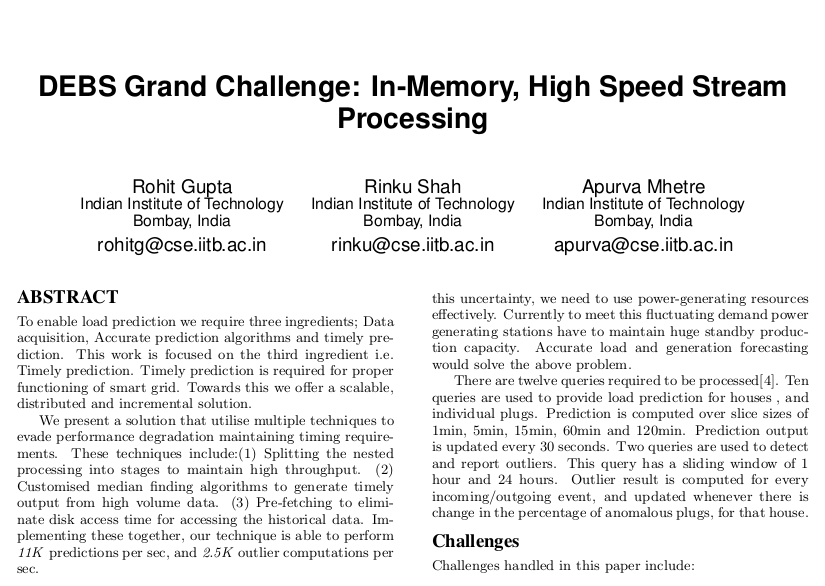 DEBS Grand Challenge: In-Memory, High Speed Stream
Processing
Rohit Gupta
Indian Institute of Technology
Bombay, India
rohitg@cse.iitb.ac.in
Rinku Shah
Indian Institute of Technology
Bombay, India
rinku@cse.iitb.ac.in
Apurva Mhetre
Indian Institute of Technology
Bombay, India
apurva@cse.iitb.ac.in
ABSTRACT
To enable load prediction we require three ingredients; Data
acquisition, Accurate prediction algorithms and timely pre-
diction. This work is focused on the third ingredient i.e.
Timely prediction. Timely prediction is required for proper
functioning of smart grid. Towards this we offer a scalable,
distributed and incremental solution.
We present a solution that utilise multiple techniques to
evade performance degradation maintaining timing require-
ments. These techniques include:(1) Splitting the nested
processing into stages to maintain high throughput. (2)
Customised median finding algorithms to generate timely
output from high volume data. (3) Pre-fetching to elimi-
nate disk access time for accessing the historical data. Im-
plementing these together, our technique is able to perform
11K predictions per sec, and 2.5K outlier computations per
sec.
this uncertainty, we need to use power-generating resources
effectively. Currently to meet this fluctuating demand power
generating stations have to maintain huge standby produc-
tion capacity. Accurate load and generation forecasting
would solve the above problem.
There are twelve queries required to be processed[4]. Ten
queries are used to provide load prediction for houses , and
individual plugs. Prediction is computed over slice sizes of
1min, 5min, 15min, 60min and 120min. Prediction output
is updated every 30 seconds. Two queries are used to detect
and report outliers. This query has a sliding window of 1
hour and 24 hours. Outlier result is computed for every
incoming/outgoing event, and updated whenever there is
change in the percentage of anomalous plugs, for that house.
Challenges
Challenges handled in this paper include: